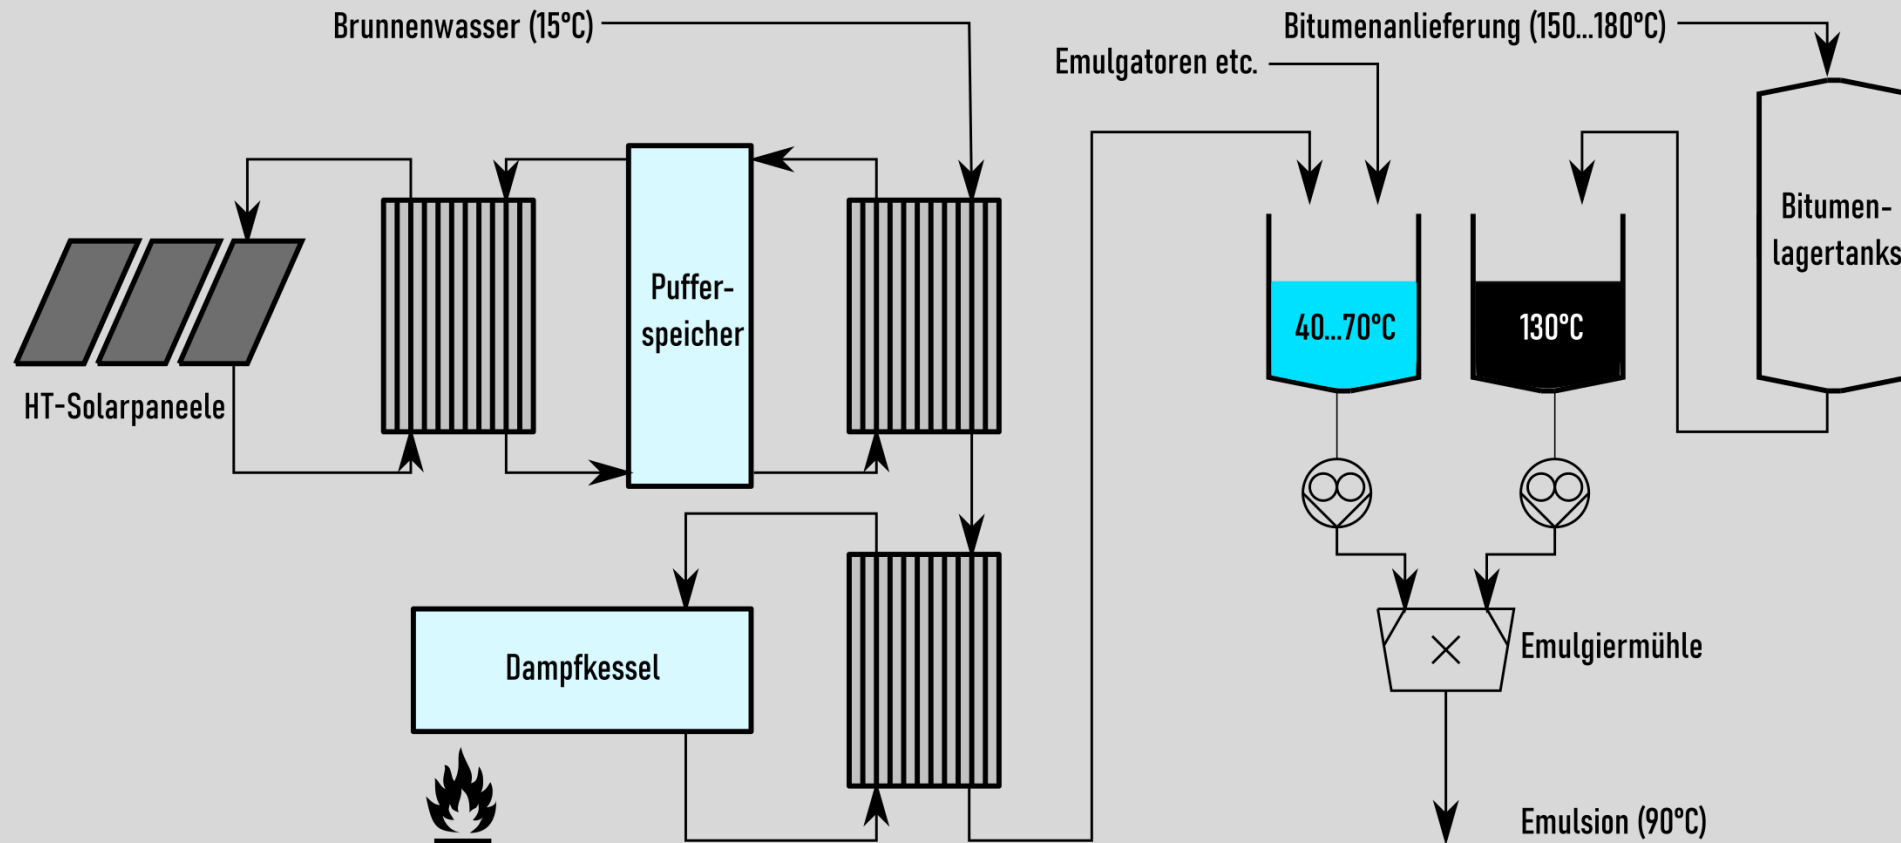 Brunnenwasser (15°C)
Bitumenanlieferung (150...180°C)
Emulgatoren etc.
Bitumen-
lagertanks
Puffer-
speicher
40...70°C
130°C
HT-Solarpaneele
Dampfkessel
Emulgiermühle
Emulsion (90°C)